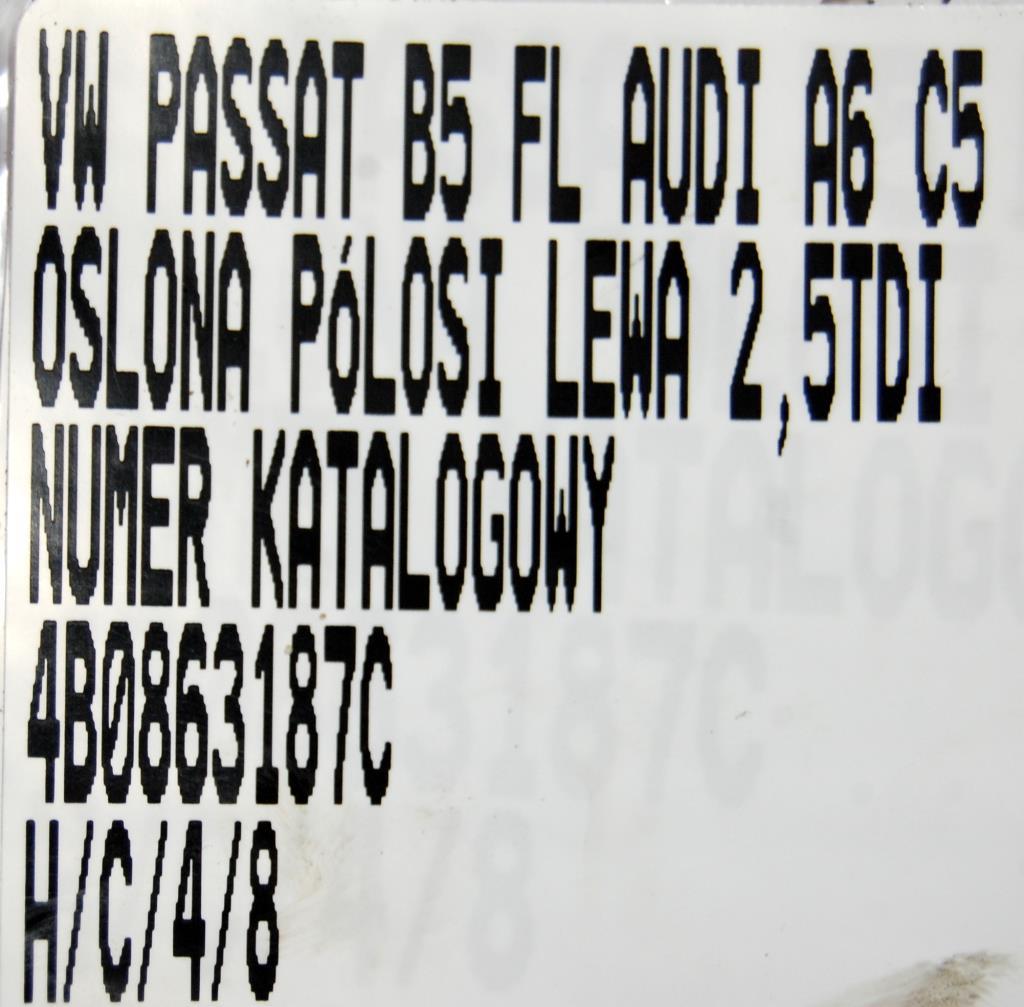 VW PASSAT B5 FL AUDI A6 C5
OSLONA PóLOSI LEWA 2,5TDI
NUMER KATALOGOWY
4B0863187C
H/C/4/8